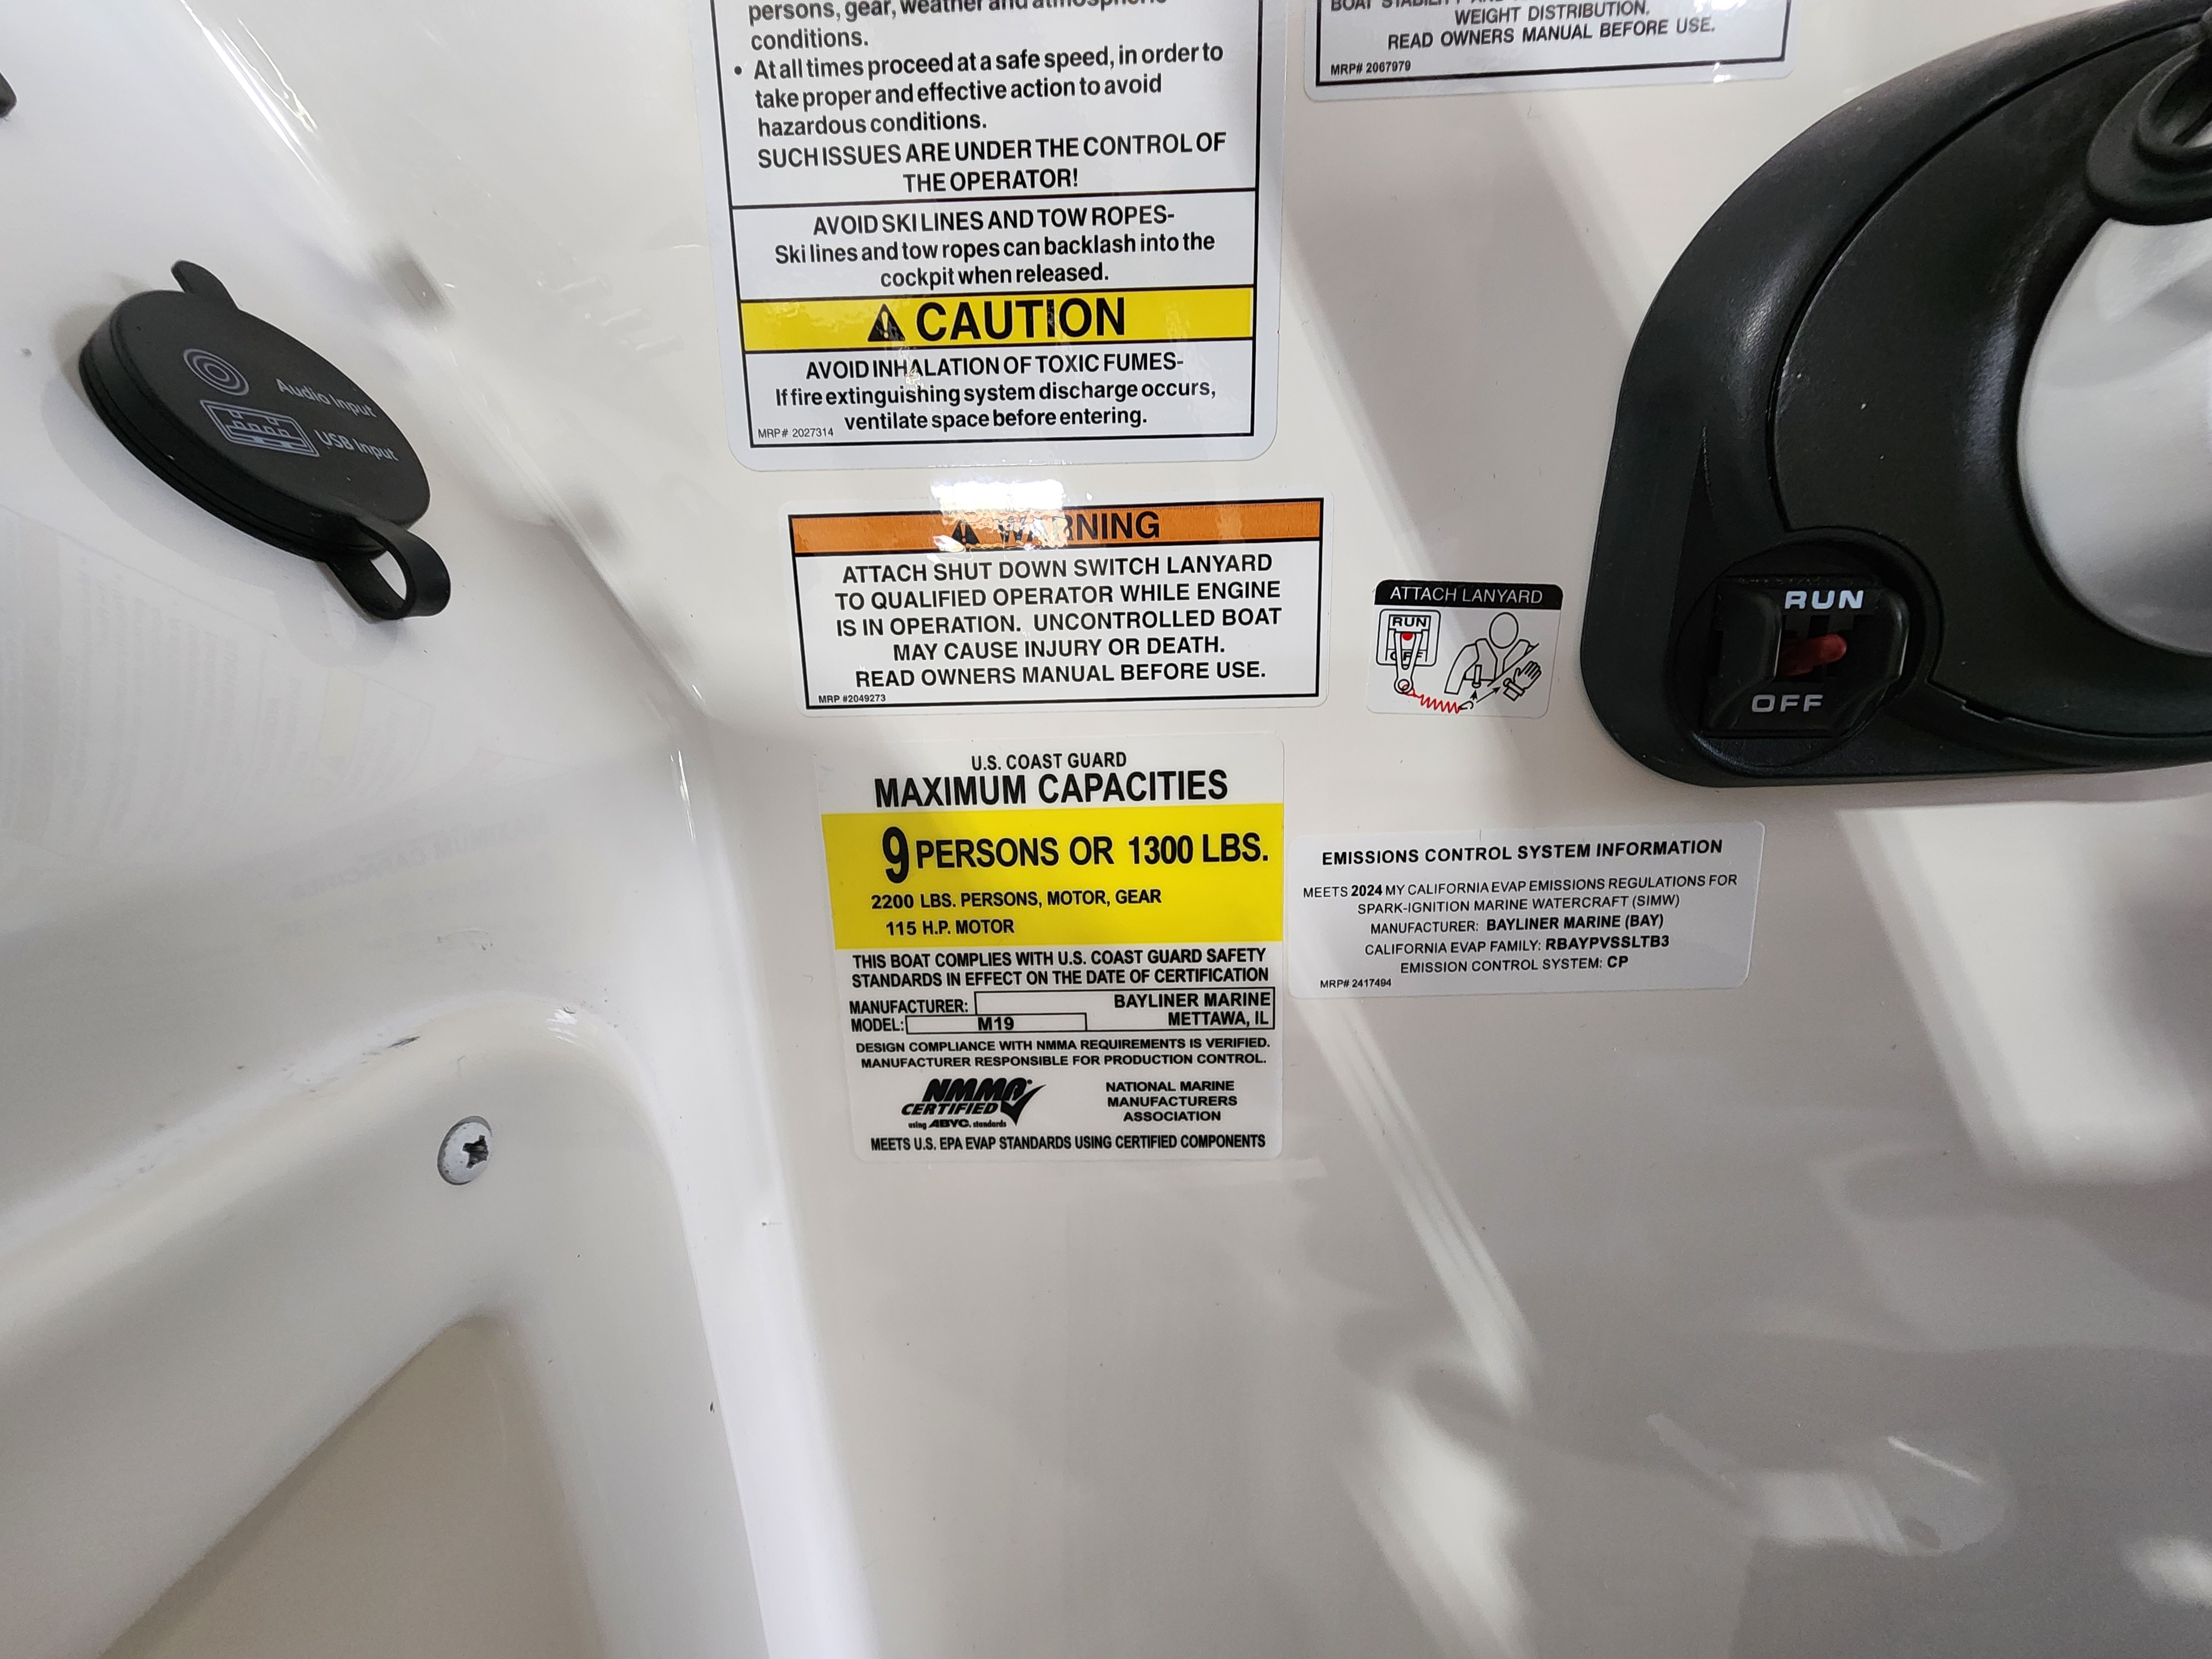 persons, gear, weather and atmospheric
conditions.
• At all times proceed at a safe speed, in order to
take proper and effective action to avoid
hazardous conditions.
SUCH ISSUES ARE UNDER THE CONTROL OF
THE OPERATOR!
AVOID SKI LINES AND TOW ROPES-
Ski lines and tow ropes can backlash into the
cockpit when released.
CAUTION
AVOID INHALATION OF TOXIC FUMES-
If fire extinguishing system discharge occurs,
ventilate space before entering.
MRP# 2027314
BOAT STABILITY
WEIGHT DISTRIBUTION.
READ OWNERS MANUAL BEFORE USE.
MRP# 2067979
Audio Input
USB Input
WARNING
ATTACH SHUT DOWN SWITCH LANYARD
TO QUALIFIED OPERATOR WHILE ENGINE
IS IN OPERATION. UNCONTROLLED BOAT
MAY CAUSE INJURY OR DEATH.
READ OWNERS MANUAL BEFORE USE.
MRP #2049273
ATTACH LANYARD
RUN
OFF
RUN
OFF
U.S. COAST GUARD
MAXIMUM CAPACITIES
9 PERSONS OR 1300 LBS.
2200 LBS. PERSONS, MOTOR, GEAR
115 H.P. MOTOR
THIS BOAT COMPLIES WITH U.S. COAST GUARD SAFETY
STANDARDS IN EFFECT ON THE DATE OF CERTIFICATION
MANUFACTURER: BAYLINER MARINE
MODEL: M19 METTAWA, IL
DESIGN COMPLIANCE WITH NMMA REQUIREMENTS IS VERIFIED.
MANUFACTURER RESPONSIBLE FOR PRODUCTION CONTROL.
NMMA
CERTIFIED
using ABYC. standards
NATIONAL MARINE
MANUFACTURERS
ASSOCIATION
MEETS U.S. EPA EVAP STANDARDS USING CERTIFIED COMPONENTS
EMISSIONS CONTROL SYSTEM INFORMATION
MEETS 2024 MY CALIFORNIA EVAP EMISSIONS REGULATIONS FOR
SPARK-IGNITION MARINE WATERCRAFT (SIMW)
MANUFACTURER: BAYLINER MARINE (BAY)
CALIFORNIA EVAP FAMILY: RBAYPVSSLTB3
EMISSION CONTROL SYSTEM: CP
MRP# 2417494